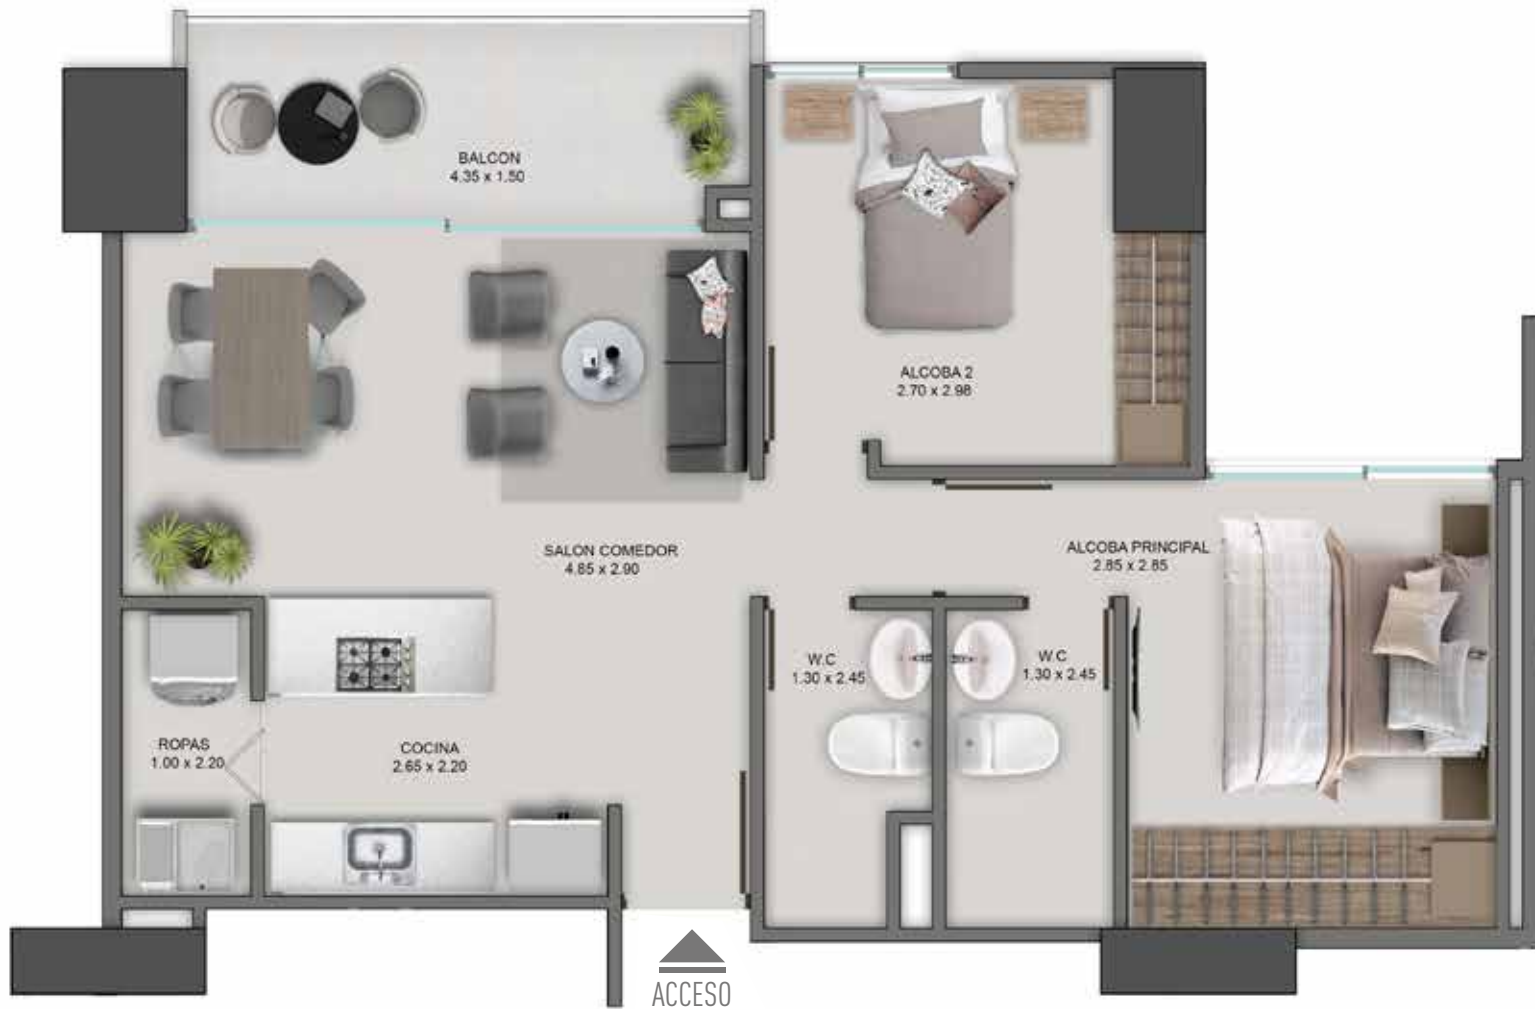 BALCON
4.35 x 1.50
ALCOBA 2
2.70 x 2.98
SALON COMEDOR
4.85 x 2.90
ALCOBA PRINCIPAL
2.85 x 2.85
W.C
1.30 x 2.45
W.C
1.30 x 2.45
ROPAS
1.00 x 2.20
COCINA
2.65 x 2.20
ACCESO